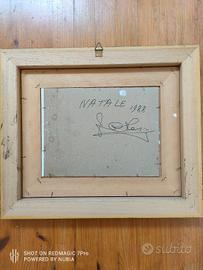 NATALE 1988
SHOT ON REDMAGIC 7Pro
POWERED BY NUBIA
subito